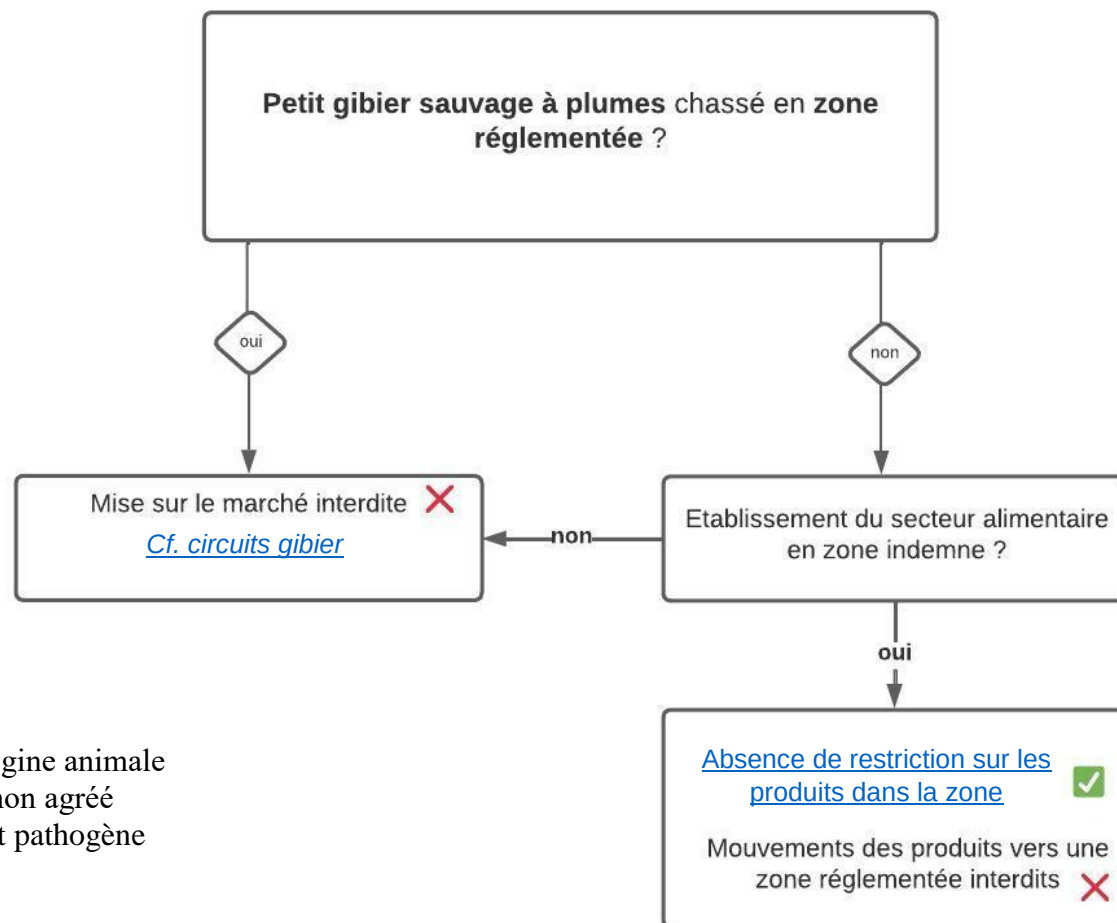 Petit gibier sauvage à plumes chassé en zone
réglementée ?
oui
non
Mise sur le marché interdite
Cf. circuits gibier
non
Etablissement du secteur alimentaire
en zone indemne ?
oui
Absence de restriction sur les
produits dans la zone
Mouvements des produits vers une
zone réglementée interdits
animale
agréé
pathogène